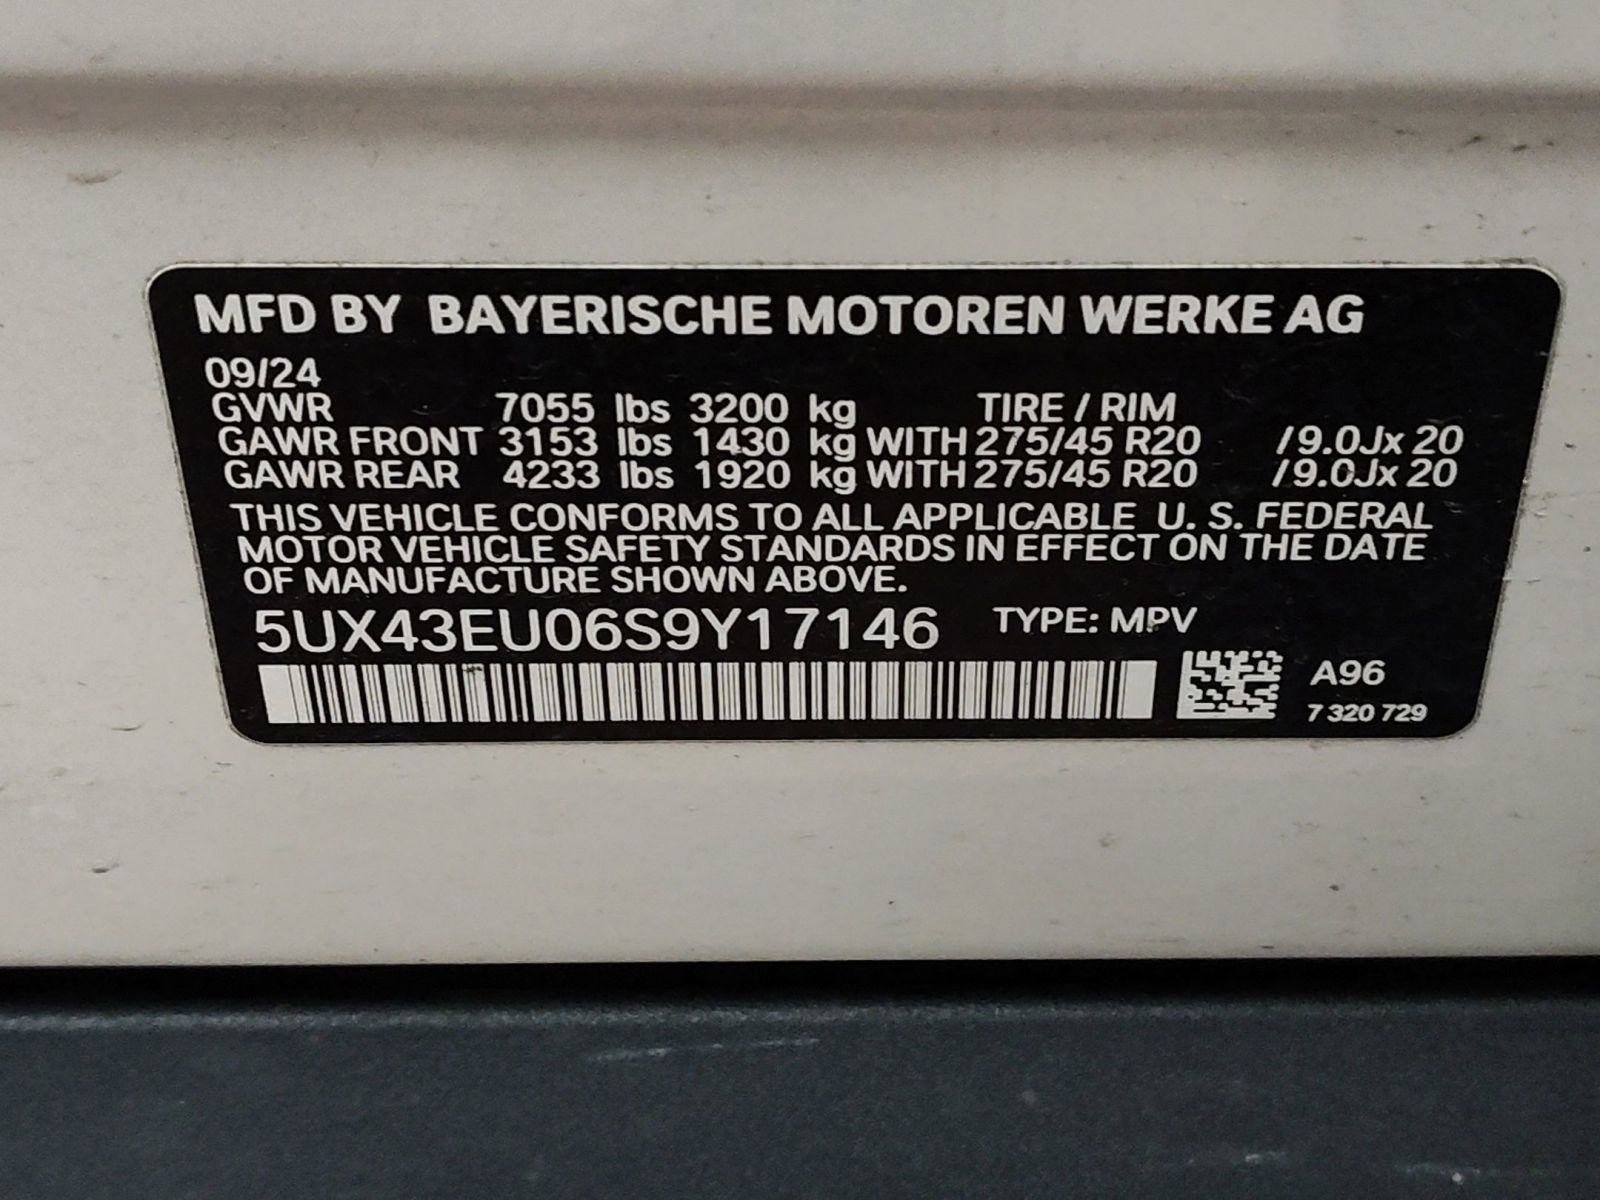 MFD BY BAYERISCHE MOTOREN WERKE AG
09/24
GVWR 7055 lbs 3200 kg TIRE / RIM
GAWR FRONT 3153 lbs 1430 kg WITH 275/45 R20 /9.0Jx 20
GAWR REAR 4233 lbs 1920 kg WITH 275/45 R20 /9.0Jx 20
THIS VEHICLE CONFORMS TO ALL APPLICABLE U. S. FEDERAL
MOTOR VEHICLE SAFETY STANDARDS IN EFFECT ON THE DATE
OF MANUFACTURE SHOWN ABOVE.
5UX43EU06S9Y17146 TYPE: MPV
A96
7 320 729